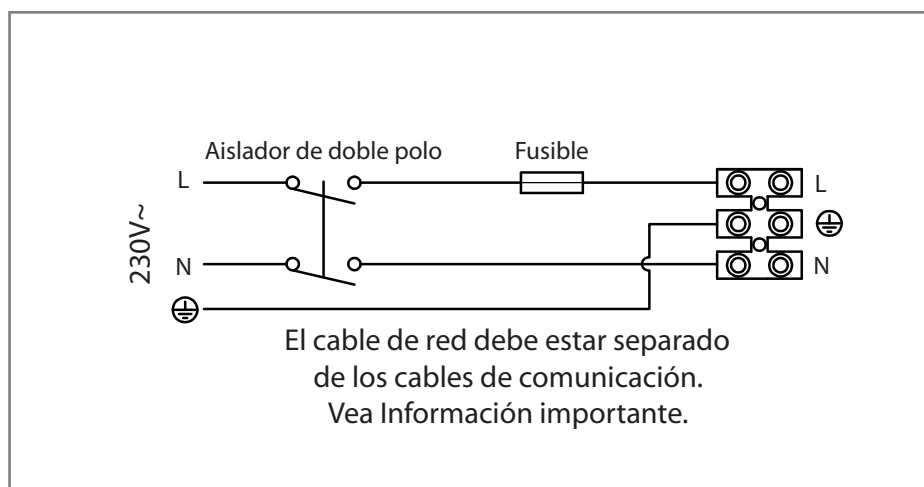 Aislador de doble polo Fusible
L L
230V~
N N
El cable de red debe estar separado
de los cables de comunicación.
Vea Información importante.